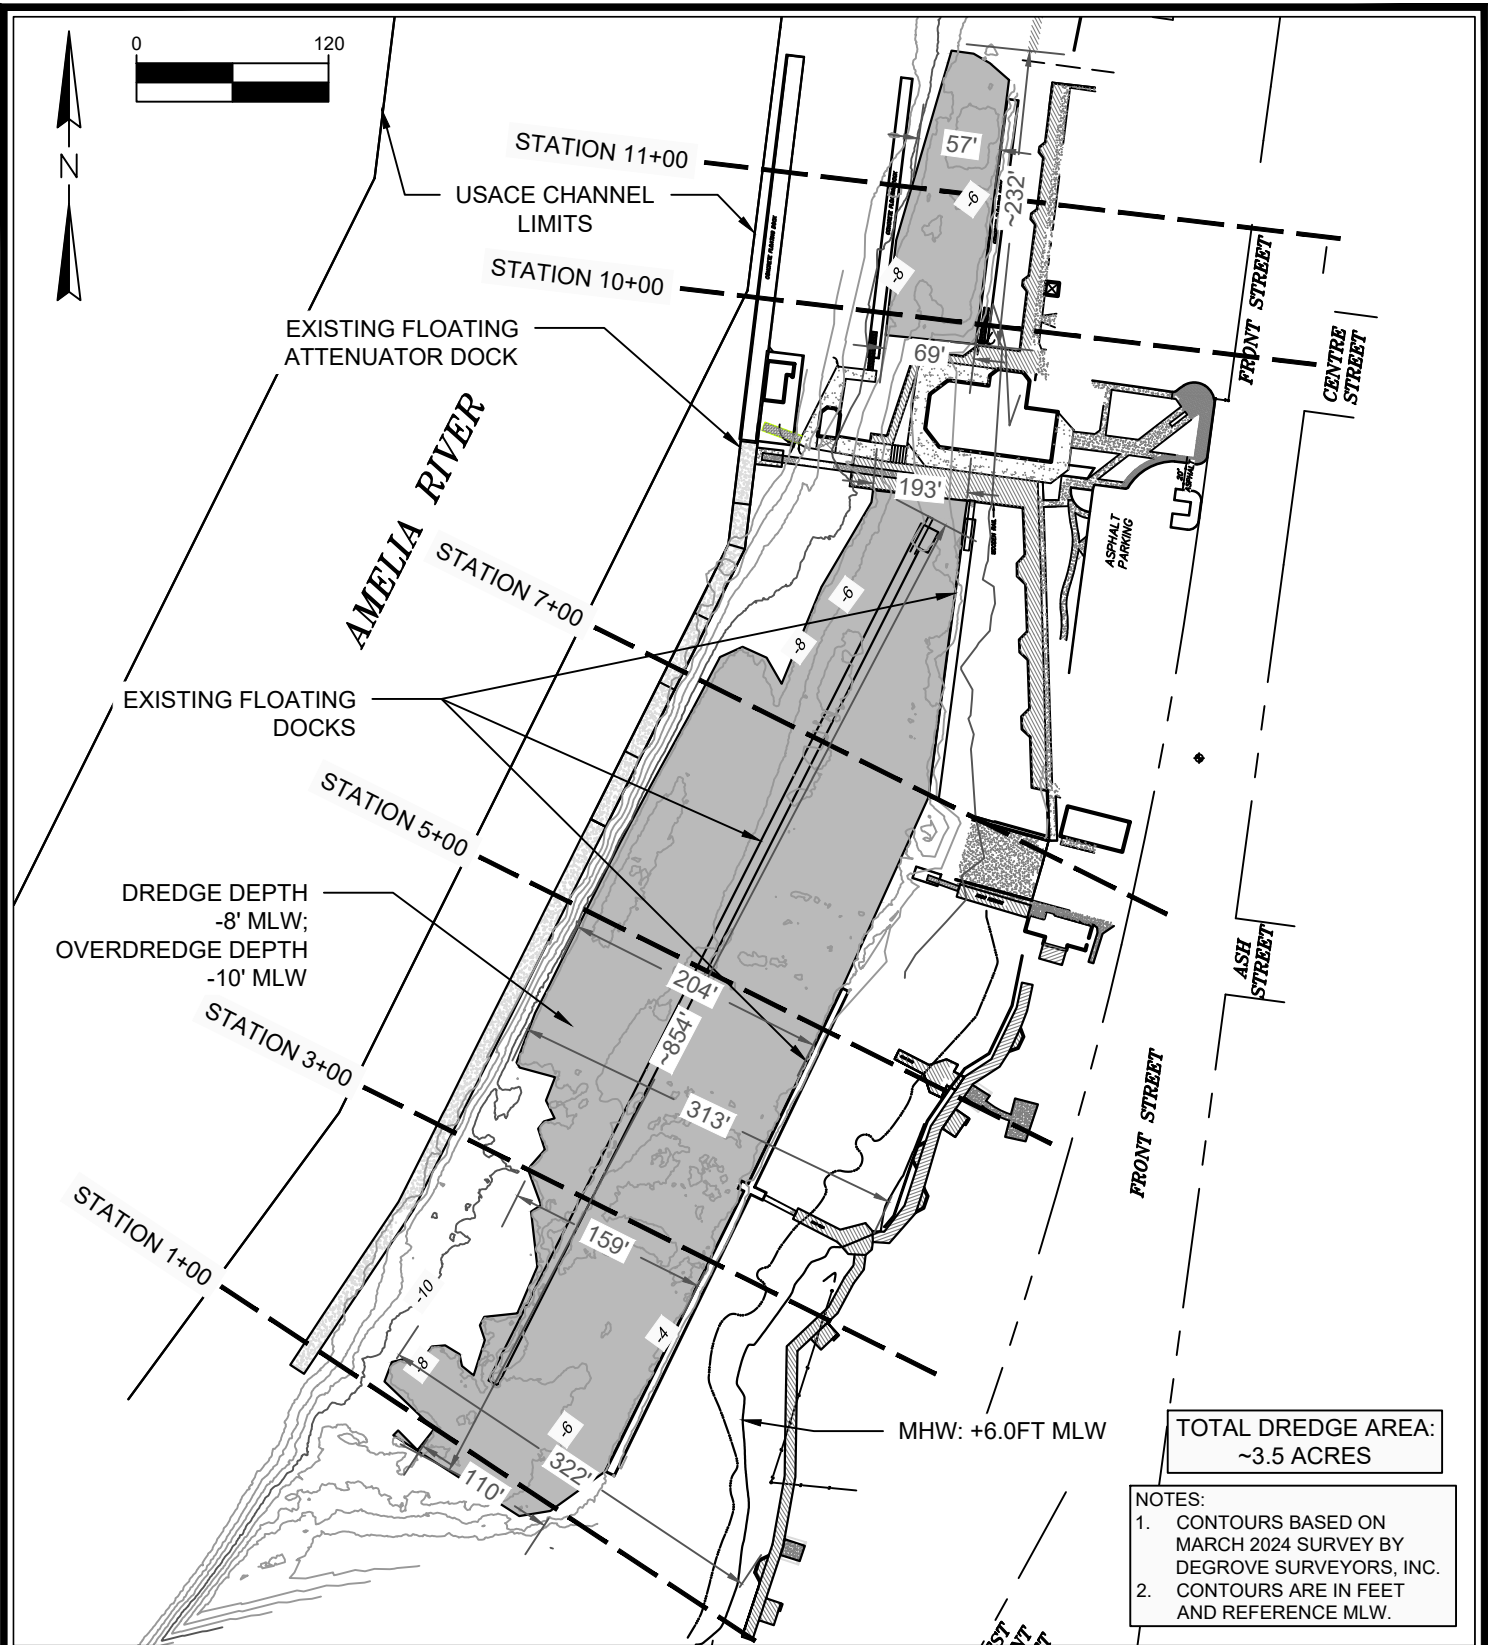 0
120
N
STATION 11+00
USACE CHANNEL
LIMITS
STATION 10+00
57'
-6
~232'
-8
EXISTING FLOATING
ATTENUATOR DOCK
69'
FRONT STREET
CENTRE
STREET
AMELIA RIVER
193'
20'
ASPHALT
ASPHALT
PARKING
STATION 7+00
-6
-8
EXISTING FLOATING
DOCKS
STATION 5+00
DREDGE DEPTH
-8' MLW;
OVERDREDGE DEPTH
-10' MLW
204'
~854'
ASH
STREET
STATION 3+00
313'
FRONT STREET
STATION 1+00
159'
-10
-4
-8
-6
322'
110'
MHW: +6.0FT MLW
TOTAL DREDGE AREA:
~3.5 ACRES
NOTES:
1. CONTOURS BASED ON
MARCH 2024 SURVEY BY
DEGROVE SURVEYORS, INC.
2. CONTOURS ARE IN FEET
AND REFERENCE MLW.